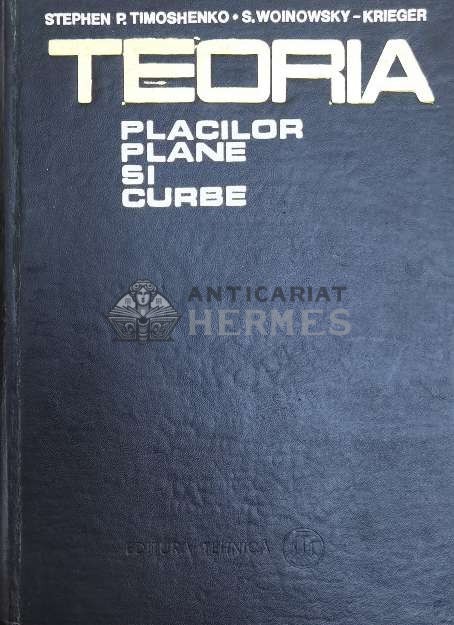 STEPHEN P. TIMOSHENKO • S. WOINOWSKY-KRIEGER
TEORIA
PLACILOR
PLANE
SI
CURBE
ANTICARIAT
HERMES
EDITURA TEHNICA